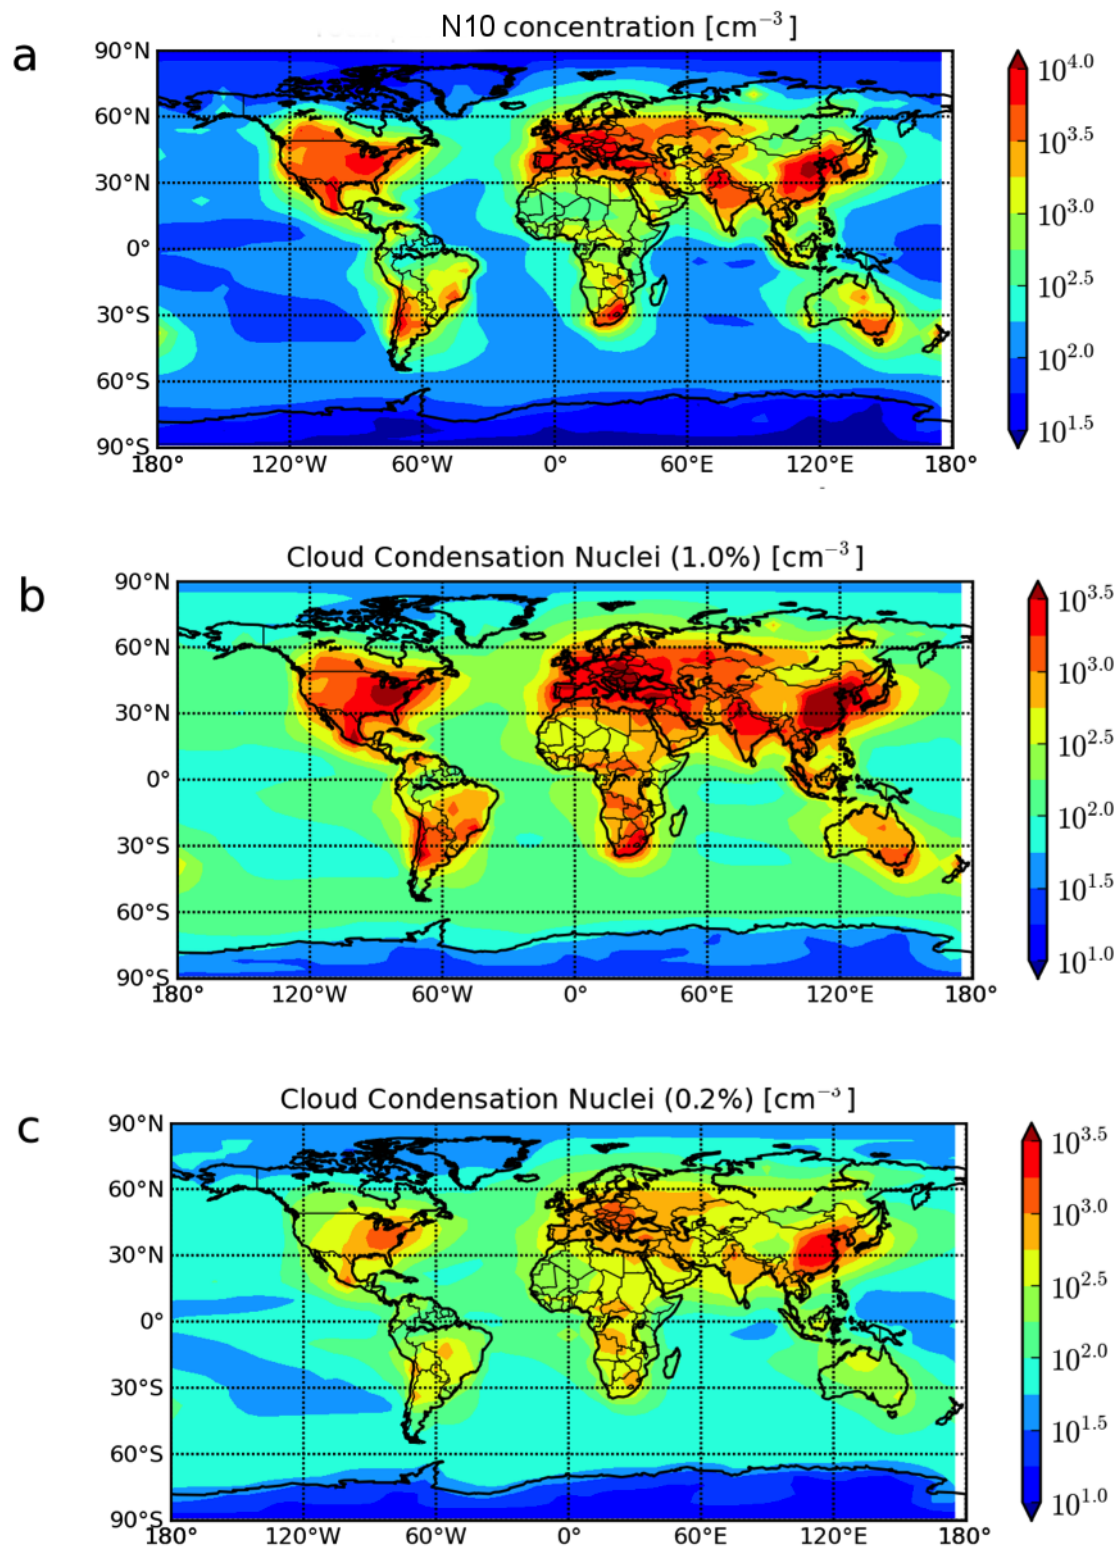 a
N10 concentration [cm⁻³]
90°N
60°N
30°N
0°
30°S
60°S
90°S
180°
120°W
60°W
0°
60°E
120°E
180°
10^4.0
10^3.5
10^3.0
10^2.5
10^2.0
10^1.5
b
Cloud Condensation Nuclei (1.0%) [cm⁻³]
90°N
60°N
30°N
0°
30°S
60°S
90°S
180°
120°W
60°W
0°
60°E
120°E
180°
10^3.5
10^3.0
10^2.5
10^2.0
10^1.5
10^1.0
c
Cloud Condensation Nuclei (0.2%) [cm⁻³]
90°N
60°N
30°N
0°
30°S
60°S
90°S
180°
120°W
60°W
0°
60°E
120°E
180°
10^3.5
10^3.0
10^2.5
10^2.0
10^1.5
10^1.0